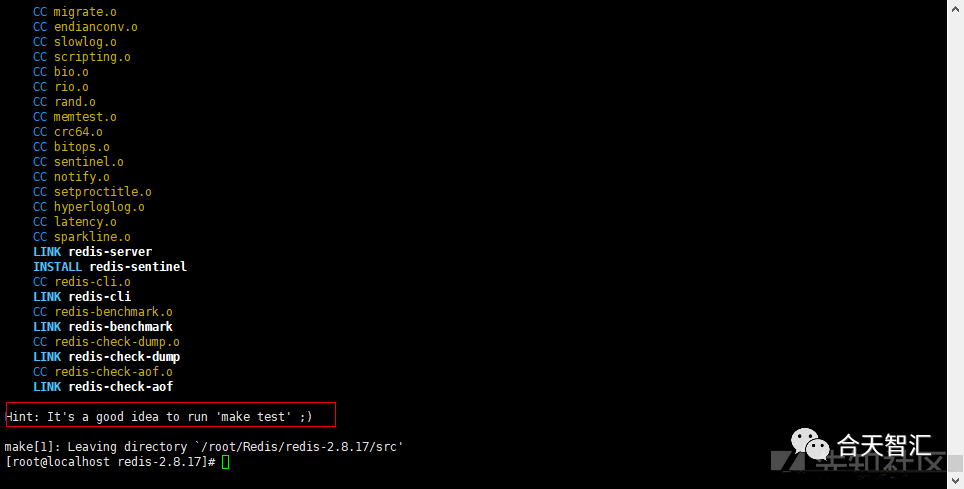 CC migrate.o
CC endianconv.o
CC slowlog.o
CC scripting.o
CC bio.o
CC rio.o
CC rand.o
CC memtest.o
CC crc64.o
CC bitops.o
CC sentinel.o
CC notify.o
CC setproctitle.o
CC hyperloglog.o
CC latency.o
CC sparkline.o
LINK redis-server
INSTALL redis-sentinel
CC redis-cli.o
LINK redis-cli
CC redis-benchmark.o
LINK redis-benchmark
CC redis-check-dump.o
LINK redis-check-dump
CC redis-check-aof.o
LINK redis-check-aof
Hint: It's a good idea to run 'make test' ;)
make[1]: Leaving directory `/root/Redis/redis-2.8.17/src'
[root@localhost redis-2.8.17]#
合天智汇
先知社区